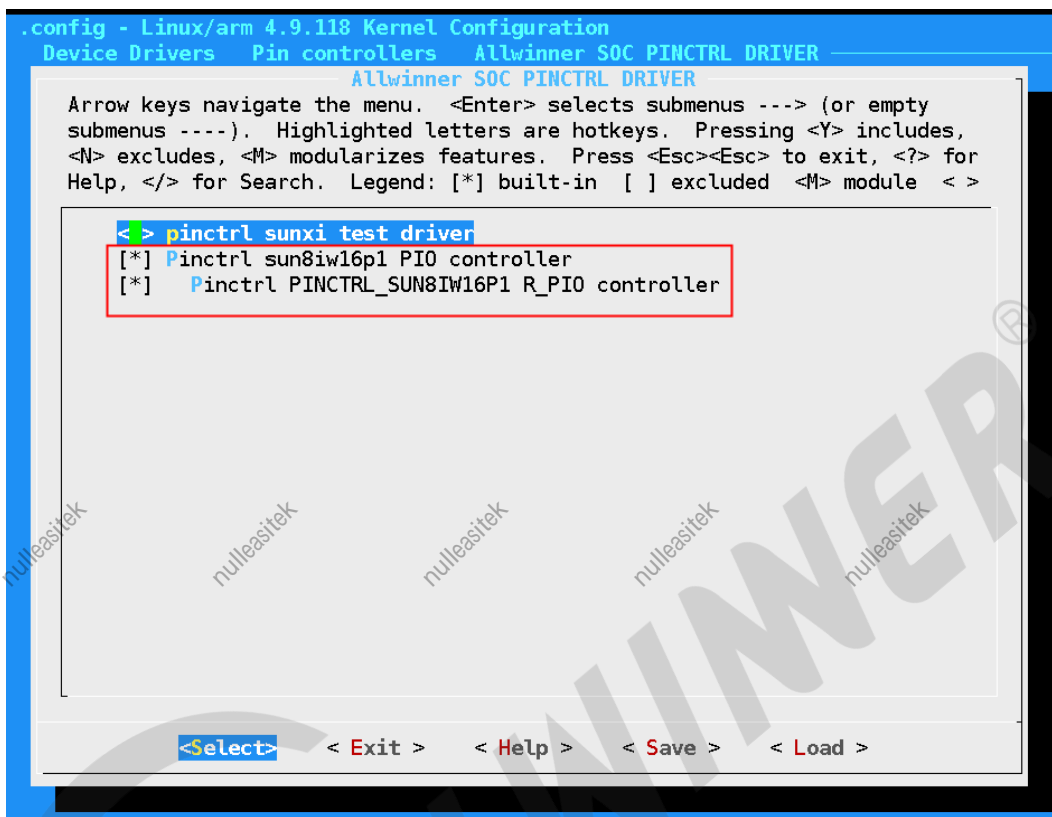 .config - Linux/arm 4.9.118 Kernel Configuration
Device Drivers Pin controllers Allwinner SOC PINCTRL DRIVER
Allwinner SOC PINCTRL DRIVER
Arrow keys navigate the menu. <Enter> selects submenus ---> (or empty
submenus ----). Highlighted letters are hotkeys. Pressing <Y> includes,
<N> excludes, <M> modularizes features. Press <Esc><Esc> to exit, <?> for
Help, </> for Search. Legend: [*] built-in [ ] excluded <M> module < >
< > pinctrl sunxi test driver
[*] Pinctrl sun8iw16p1 PIO controller
[*] Pinctrl PINCTRL_SUN8IW16P1 R_PIO controller
nulleasitek nulleasitek nulleasitek nulleasitek nulleasitek
WINNER®
<Select> < Exit > < Help > < Save > < Load >